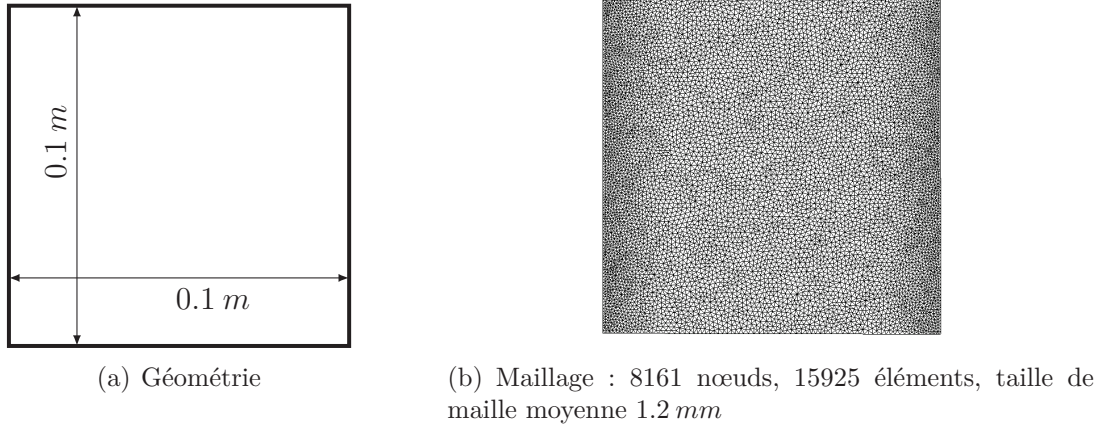 0.1 m
0.1 m
(a) Géométrie
(b) Maillage : 8161 nœuds, 15925 éléments, taille de
maille moyenne 1.2 mm